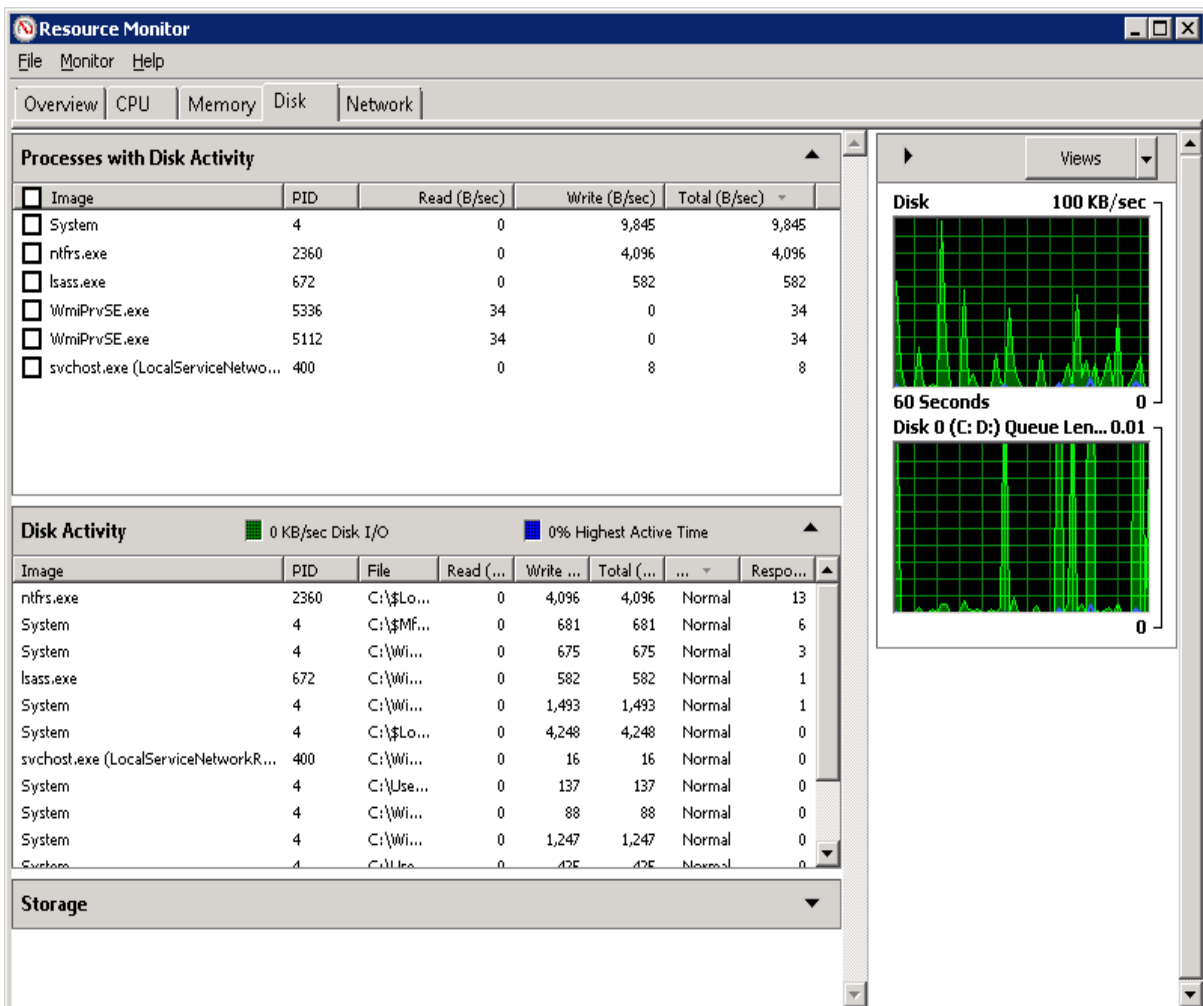 Resource Monitor
File Monitor Help
Overview CPU Memory Disk Network
Processes with Disk Activity
Image PID Read (B/sec) Write (B/sec) Total (B/sec)
System 4 0 9,845 9,845
ntfrs.exe 2360 0 4,096 4,096
lsass.exe 672 0 582 582
WmiPrvSE.exe 5336 34 0 34
WmiPrvSE.exe 5112 34 0 34
svchost.exe (LocalServiceNetwo... 400 0 8 8
Disk Activity 0 KB/sec Disk I/O 0% Highest Active Time
Image PID File Read (... Write ... Total (... ... Respo...
ntfrs.exe 2360 C:\$Lo... 0 4,096 4,096 Normal 13
System 4 C:\$Mf... 0 681 681 Normal 6
System 4 C:\Wi... 0 675 675 Normal 3
lsass.exe 672 C:\Wi... 0 582 582 Normal 1
System 4 C:\Wi... 0 1,493 1,493 Normal 1
System 4 C:\$Lo... 0 4,248 4,248 Normal 0
svchost.exe (LocalServiceNetworkR... 400 C:\Wi... 0 16 16 Normal 0
System 4 C:\Use... 0 137 137 Normal 0
System 4 C:\Wi... 0 88 88 Normal 0
System 4 C:\Wi... 0 1,247 1,247 Normal 0
System 4 C:\Use 0 Normal 0
Storage
Views
Disk 100 KB/sec
60 Seconds 0
Disk 0 (C: D:) Queue Len... 0.01
0